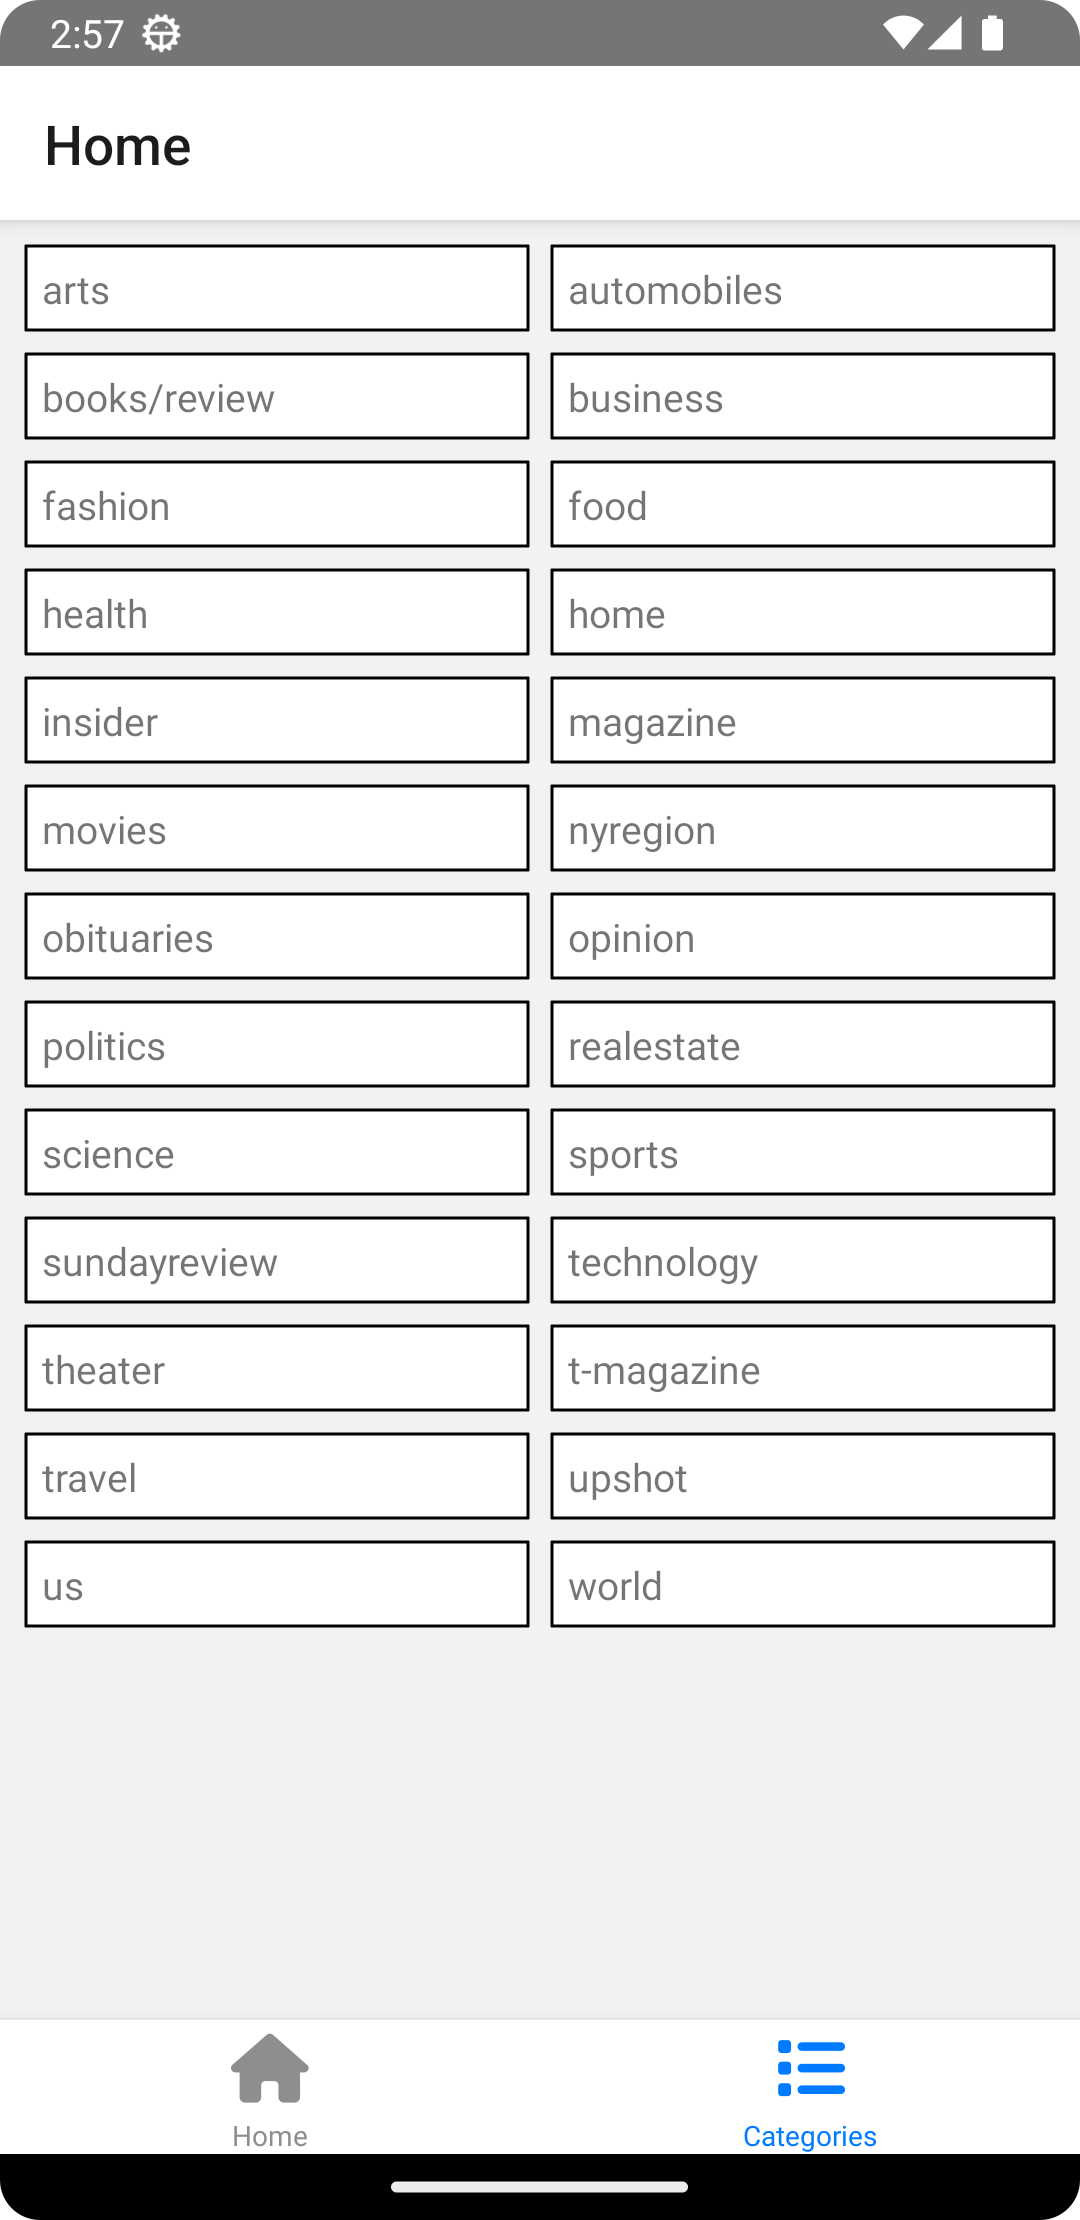 2:57
Home
arts
automobiles
books/review
business
fashion
food
health
home
insider
magazine
movies
nyregion
obituaries
opinion
politics
realestate
science
sports
sundayreview
technology
theater
t-magazine
travel
upshot
us
world
Home
Categories